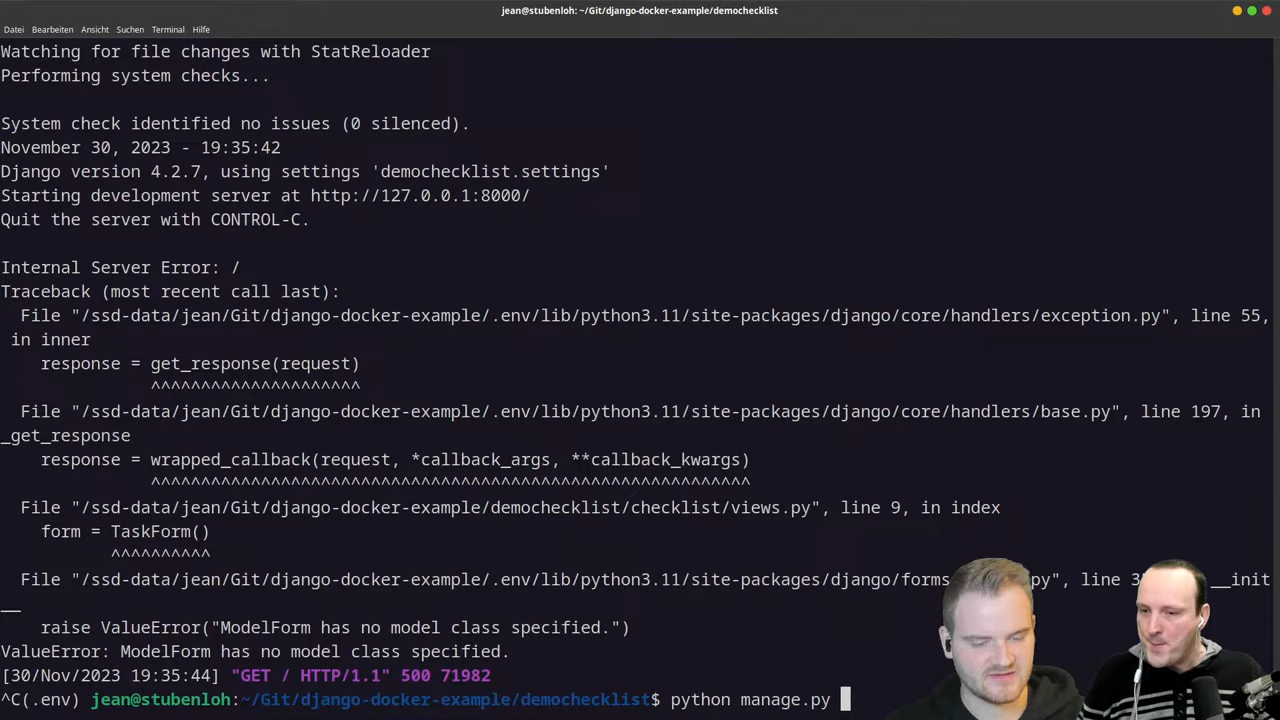 jean@stubenloh: ~/Git/django-docker-example/demochecklist
Datei Bearbeiten Ansicht Suchen Terminal Hilfe
Watching for file changes with StatReloader
Performing system checks...
System check identified no issues (0 silenced).
November 30, 2023 - 19:35:42
Django version 4.2.7, using settings 'demochecklist.settings'
Starting development server at http://127.0.0.1:8000/
Quit the server with CONTROL-C.
Internal Server Error: /
Traceback (most recent call last):
File "/ssd-data/jean/Git/django-docker-example/.env/lib/python3.11/site-packages/django/core/handlers/exception.py", line 55,
in inner
response = get_response(request)
^^^^^^^^^^^^^^^^^^^^^
File "/ssd-data/jean/Git/django-docker-example/.env/lib/python3.11/site-packages/django/core/handlers/base.py", line 197, in
_get_response
response = wrapped_callback(request, *callback_args, **callback_kwargs)
^^^^^^^^^^^^^^^^^^^^^^^^^^^^^^^^^^^^^^^^^^^^^^^^^^^^^^^^^^^^
File "/ssd-data/jean/Git/django-docker-example/demochecklist/checklist/views.py", line 9, in index
form = TaskForm()
^^^^^^^^^^
File "/ssd-data/jean/Git/django-docker-example/.env/lib/python3.11/site-packages/django/forms py", line 3 __init
__
raise ValueError("ModelForm has no model class specified.")
ValueError: ModelForm has no model class specified.
[30/Nov/2023 19:35:44] "GET / HTTP/1.1" 500 71982
^C(.env) jean@stubenloh:~/Git/django-docker-example/demochecklist$ python manage.py